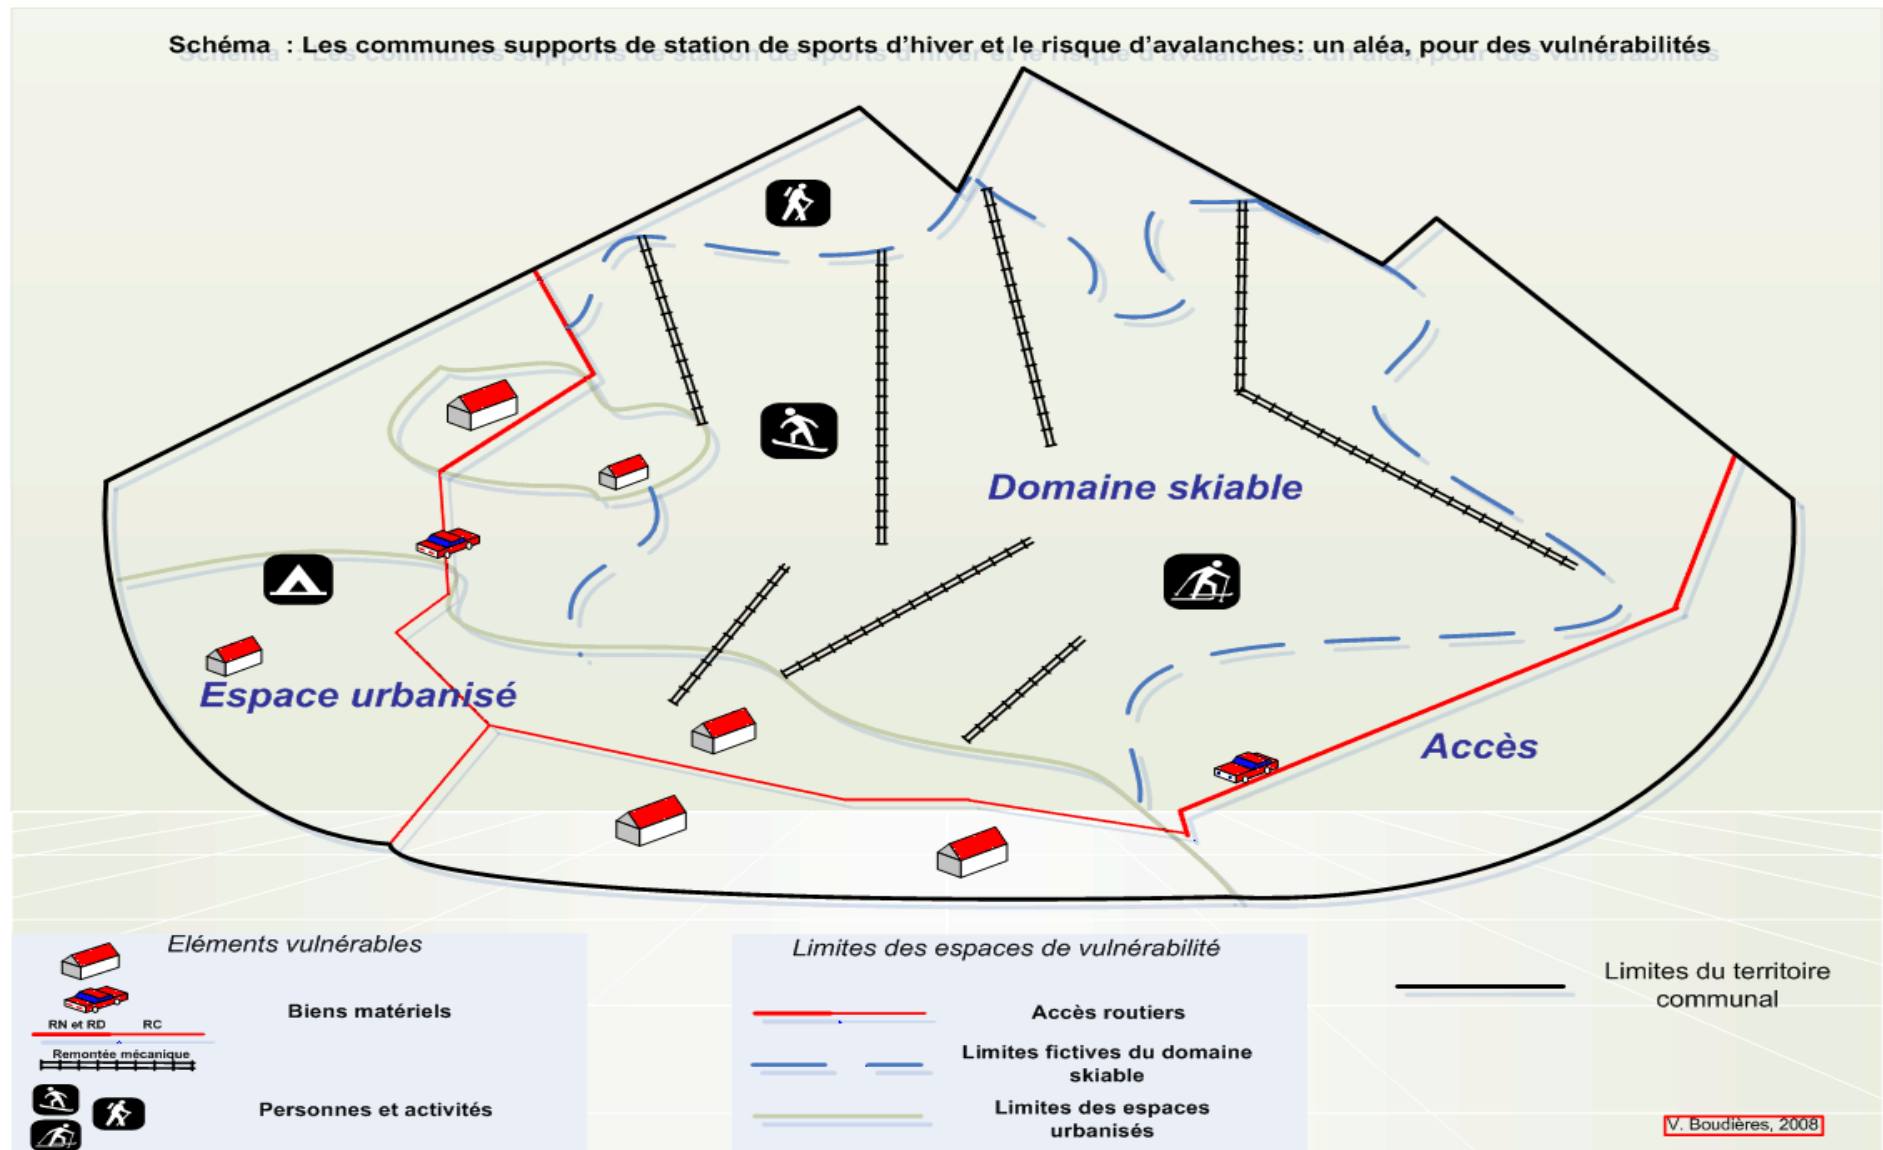 Schéma : Les communes supports de station de sports d'hiver et le risque d'avalanches: un aléa, pour des vulnérabilités
Domaine skiable
Espace urbanisé
Accès
Eléments vulnérables
Biens matériels
RN et RD RC
Remontée mécanique
Personnes et activités
Limites des espaces de vulnérabilité
Accès routiers
Limites fictives du domaine
skiable
Limites des espaces
urbanisés
Limites du territoire
communal
V. Boudières, 2008